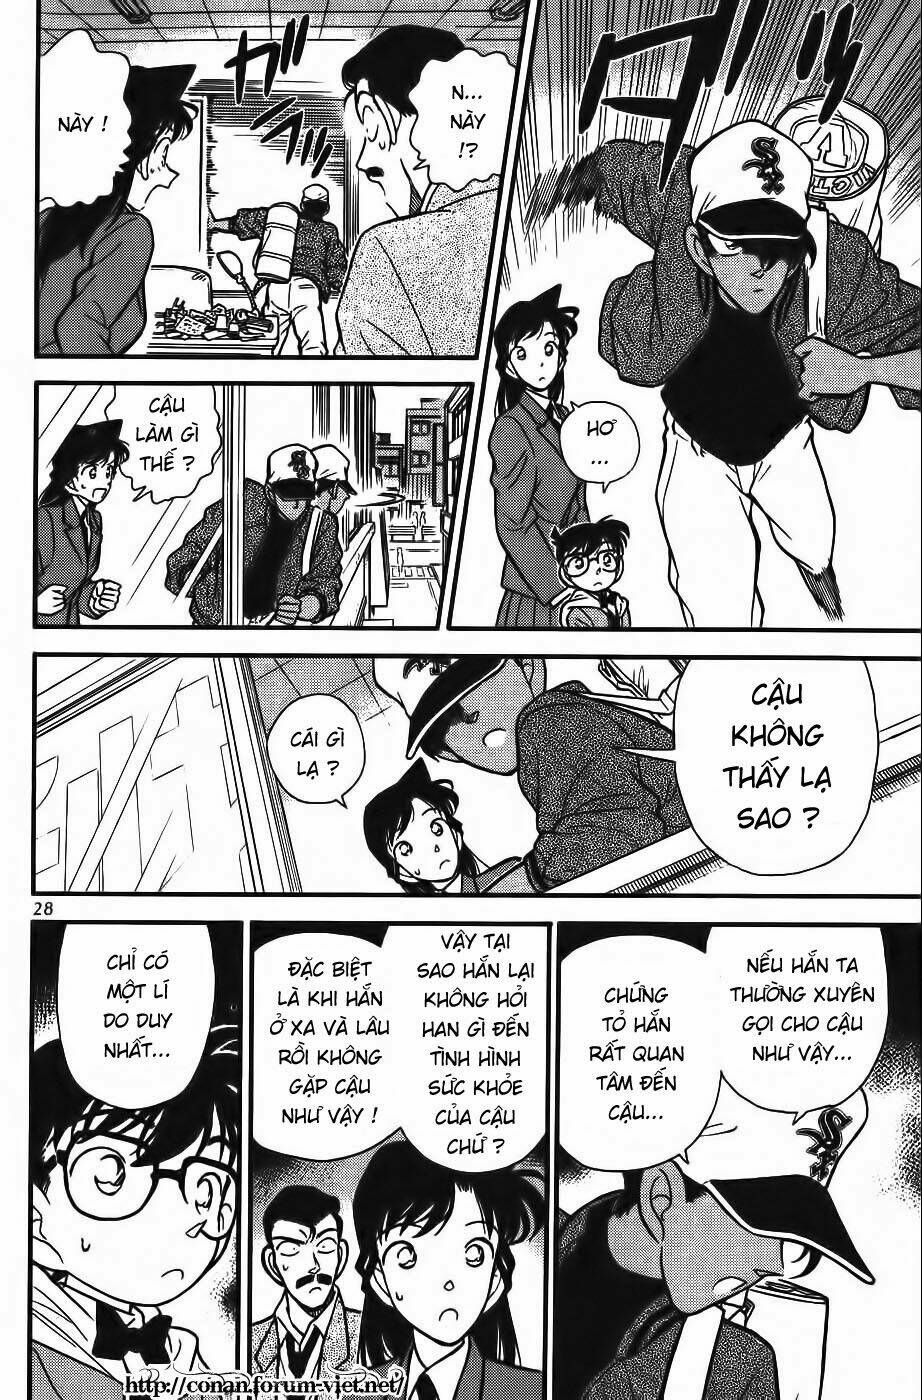 N...
NÀY
!?
NÀY !
HƠ
...
CẬU
LÀM GÌ
THẾ ?
CẬU
KHÔNG
THẤY LẠ
SAO ?
CÁI GÌ
LẠ ?
28
NẾU HẮN TA
THƯỜNG XUYÊN
GỌI CHO CẬU
NHƯ VẬY...
CHỨNG
TỎ HẮN
RẤT QUAN
TÂM ĐẾN
CẬU...
VẬY TẠI
SAO HẮN LẠI
KHÔNG HỎI
HAN GÌ ĐẾN
TÌNH HÌNH
SỨC KHỎE
CỦA CẬU
CHỨ ?
ĐẶC BIỆT
LÀ KHI HẮN
Ở XA VÀ LÂU
RỒI KHÔNG
GẶP CẬU
NHƯ VẬY !
CHỈ CÓ
MỘT LÍ
DO DUY
NHẤT...
http://conan.forum-viet.net/